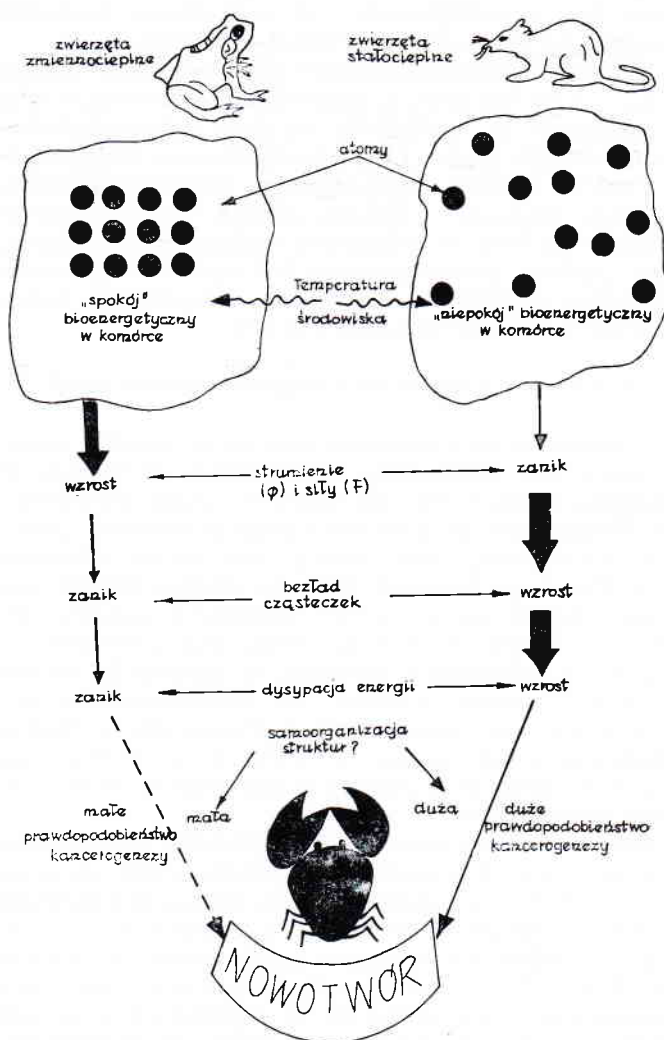 zwierzęta
zmiennocieplne
zwierzęta
stałocieplne
atomy
„spokój"
bioenergetyczny
w komórce
Temperatura
środowiska
„niepokój" bioenergetyczny
w komórce
wzrost
strumienie
(φ) i siły (F)
zanik
zanik
bezład
cząsteczek
wzrost
zanik
dysypacja energii
wzrost
samoorganizacja
struktur?
mała
duża
małe
prawdopodobieństwo
kancerogenezy
duże
prawdopodobieństwo
kancerogenezy
NOWOTWÓR